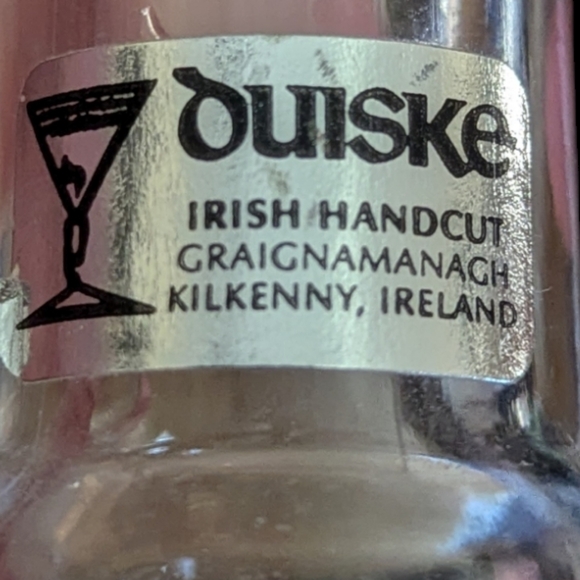 Duiske
IRISH HANDCUT
GRAIGNAMANAGH
KILKENNY, IRELAND